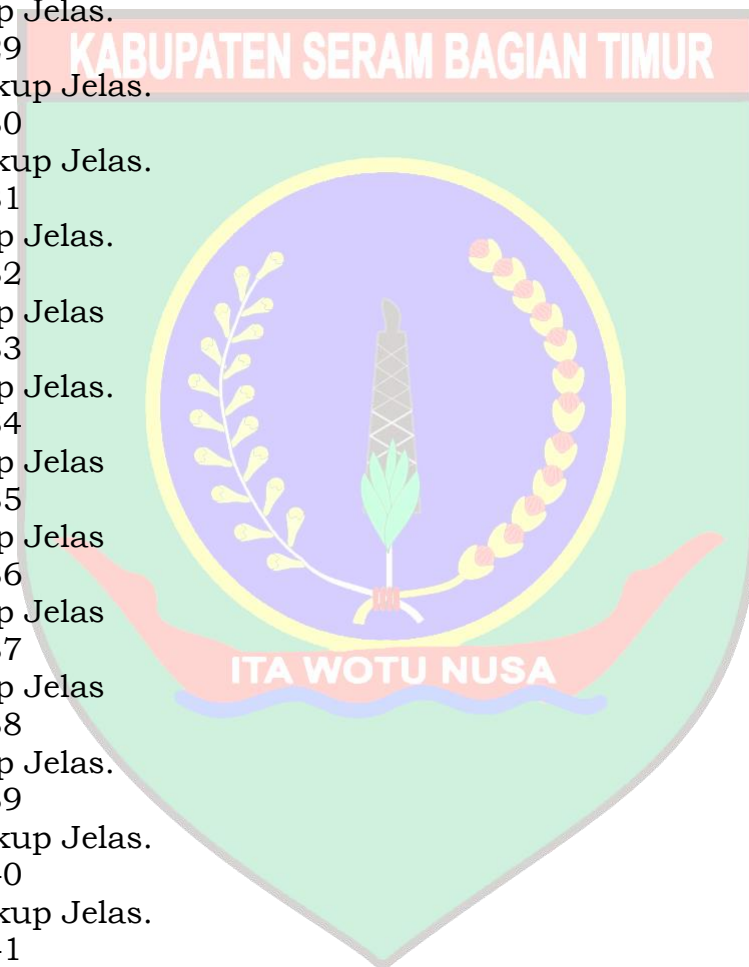 p Jelas.
9
KABUPATEN SERAM BAGIAN TIMUR
kup Jelas.
0
kup Jelas.
1
p Jelas.
2
p Jelas
3
p Jelas.
4
p Jelas
5
p Jelas
6
p Jelas
7
ITA WOTU NUSA
p Jelas
8
p Jelas.
9
kup Jelas.
0
kup Jelas.
1